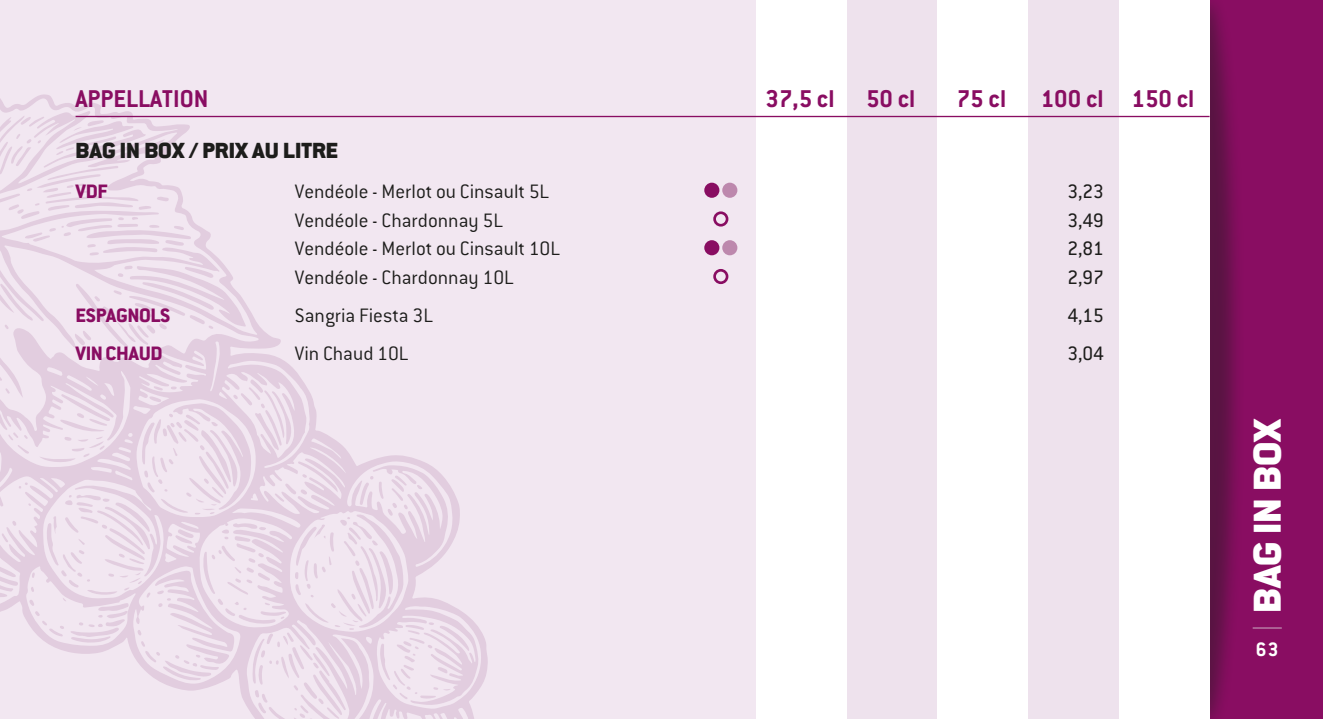 APPELLATION 37,5 cl 50 cl 75 cl 100 cl 150 cl
BAG IN BOX / PRIX AU LITRE
VDF Vendéole - Merlot ou Cinsault 5L 3,23
Vendéole - Chardonnay 5L 3,49
Vendéole - Merlot ou Cinsault 10L 2,81
Vendéole - Chardonnay 10L 2,97
ESPAGNOLS Sangria Fiesta 3L 4,15
VIN CHAUD Vin Chaud 10L 3,04
BAG IN BOX
63